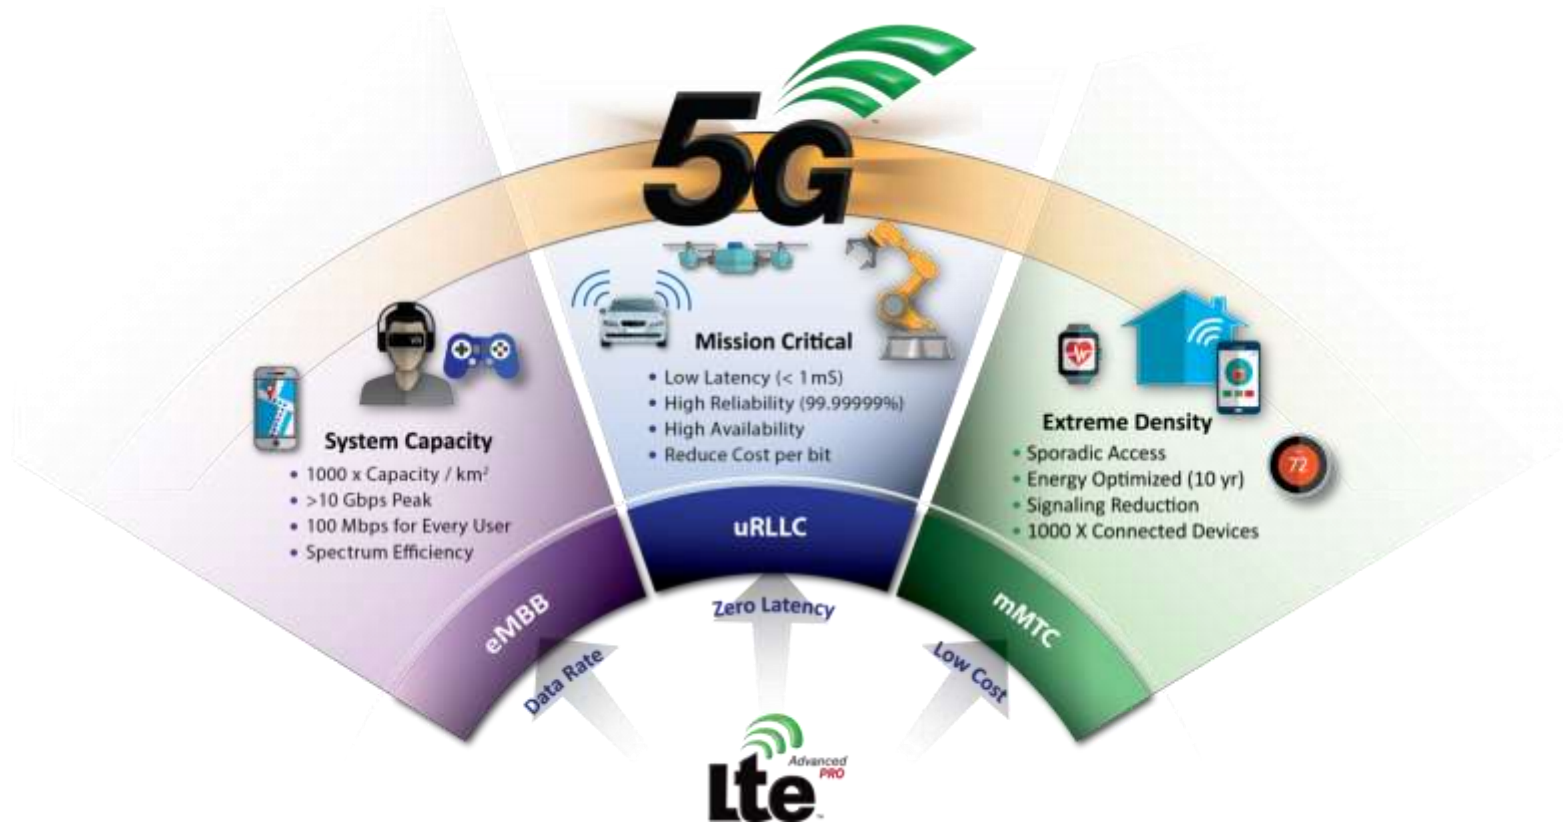 5G
System Capacity
• 1000 x Capacity / km²
• >10 Gbps Peak
• 100 Mbps for Every User
• Spectrum Efficiency
Mission Critical
• Low Latency (< 1mS)
• High Reliability (99.99999%)
• High Availability
• Reduce Cost per bit
Extreme Density
• Sporadic Access
• Energy Optimized (10 yr)
• Signaling Reduction
• 1000 X Connected Devices
72
eMBB
uRLLC
mMTC
Data Rate
Zero Latency
Low Cost
Lte Advanced
PRO